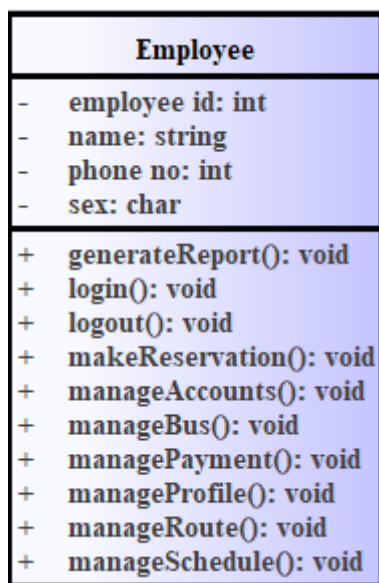 Employee
- employee id: int
- name: string
- phone no: int
- sex: char
+ generateReport(): void
+ login(): void
+ logout(): void
+ makeReservation(): void
+ manageAccounts(): void
+ manageBus(): void
+ managePayment(): void
+ manageProfile(): void
+ manageRoute(): void
+ manageSchedule(): void